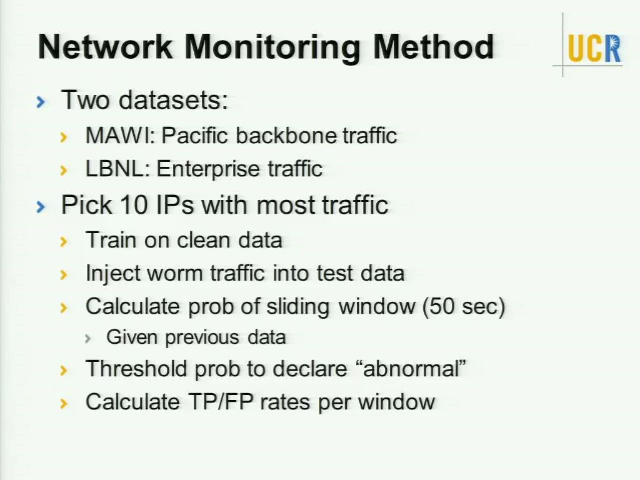 Network Monitoring Method
UCR
Two datasets:
MAWI: Pacific backbone traffic
LBNL: Enterprise traffic
Pick 10 IPs with most traffic
Train on clean data
Inject worm traffic into test data
Calculate prob of sliding window (50 sec)
Given previous data
Threshold prob to declare “abnormal”
Calculate TP/FP rates per window